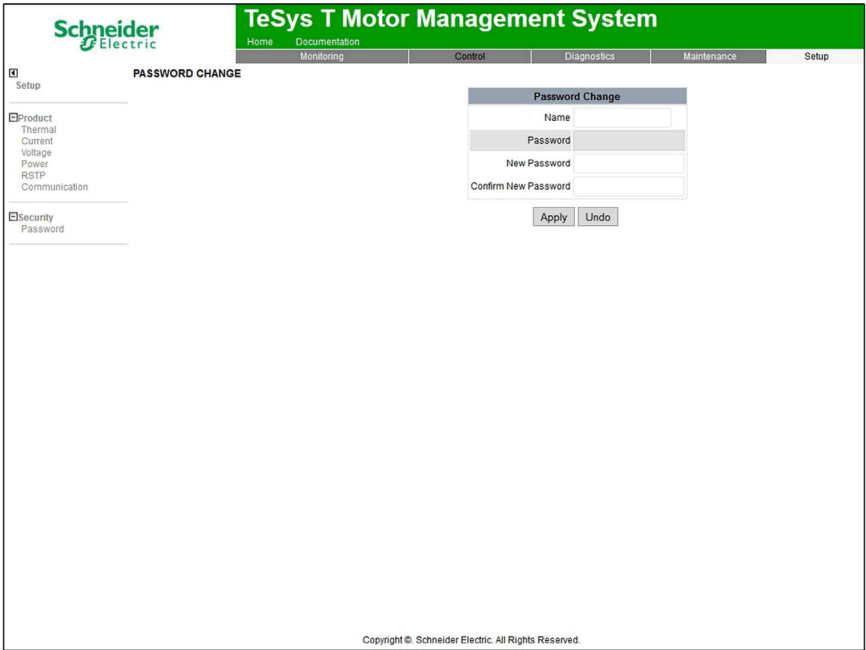 Schneider
Electric
TeSys T Motor Management System
Home Documentation
Monitoring Control Diagnostics Maintenance Setup
Setup
PASSWORD CHANGE
Product
Thermal
Current
Voltage
Power
RSTP
Communication
Security
Password
Password Change
Name
Password
New Password
Confirm New Password
Apply Undo
Copyright ©. Schneider Electric. All Rights Reserved.